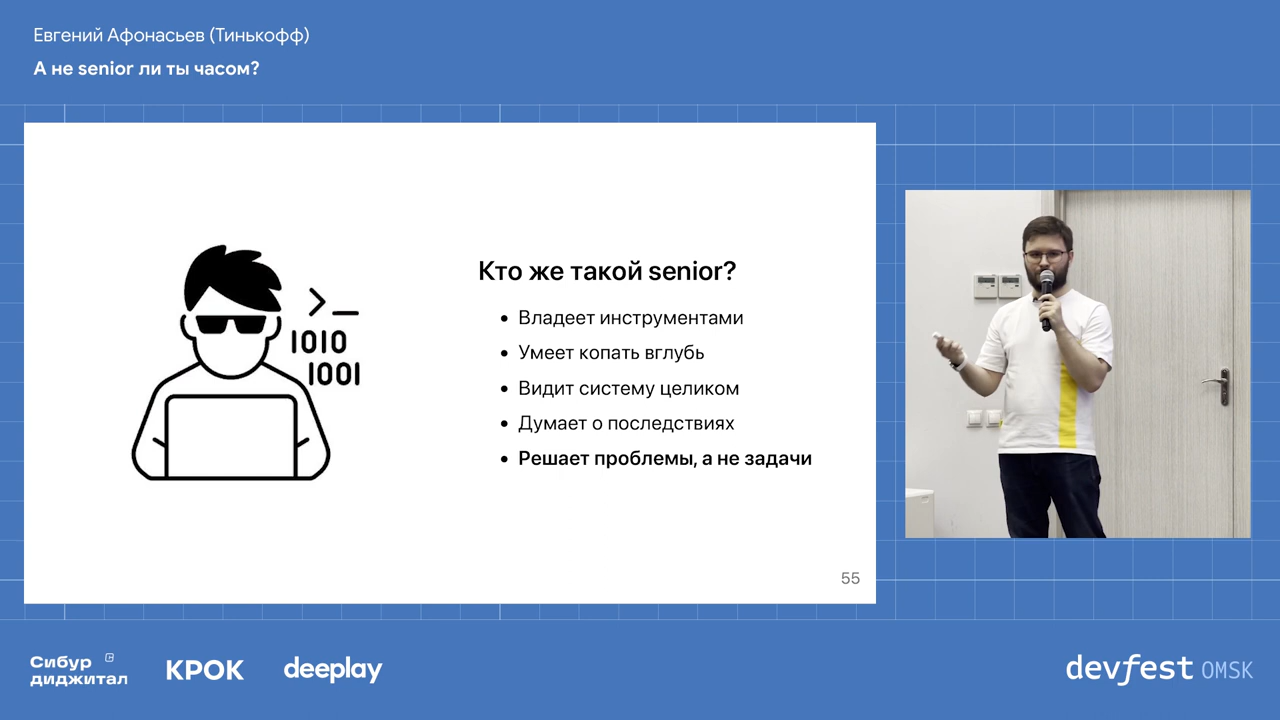 Евгений Афонасьев (Тинькофф)
А не senior ли ты часом?
>_
1010
1001
Кто же такой senior?
• Владеет инструментами
• Умеет копать вглубь
• Видит систему целиком
• Думает о последствиях
• Решает проблемы, а не задачи
55
Сибур
диджитал
КРОК
deeplay
devfest OMSK